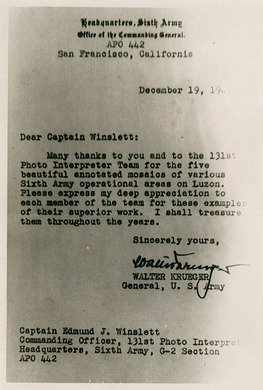 Headquarters, Sixth Army
Office of the Commanding General.
APO 442
San Francisco, California
December 19, 19
Dear Captain Winslett:
Many thanks to you and to the 131st
Photo Interpreter Team for the five
beautiful annotated mosaics of various
Sixth Army operational areas on Luzon.
Please express my deep appreciation to
each member of the team for these examples
of their superior work. I shall treasure
them throughout the years.
Sincerely yours,
Walter Krueger
WALTER KRUEGER
General, U. S. Army
Captain Edmund J. Winslett
Commanding Officer, 131st Photo Interpret
Headquarters, Sixth Army, G-2 Section
APO 442